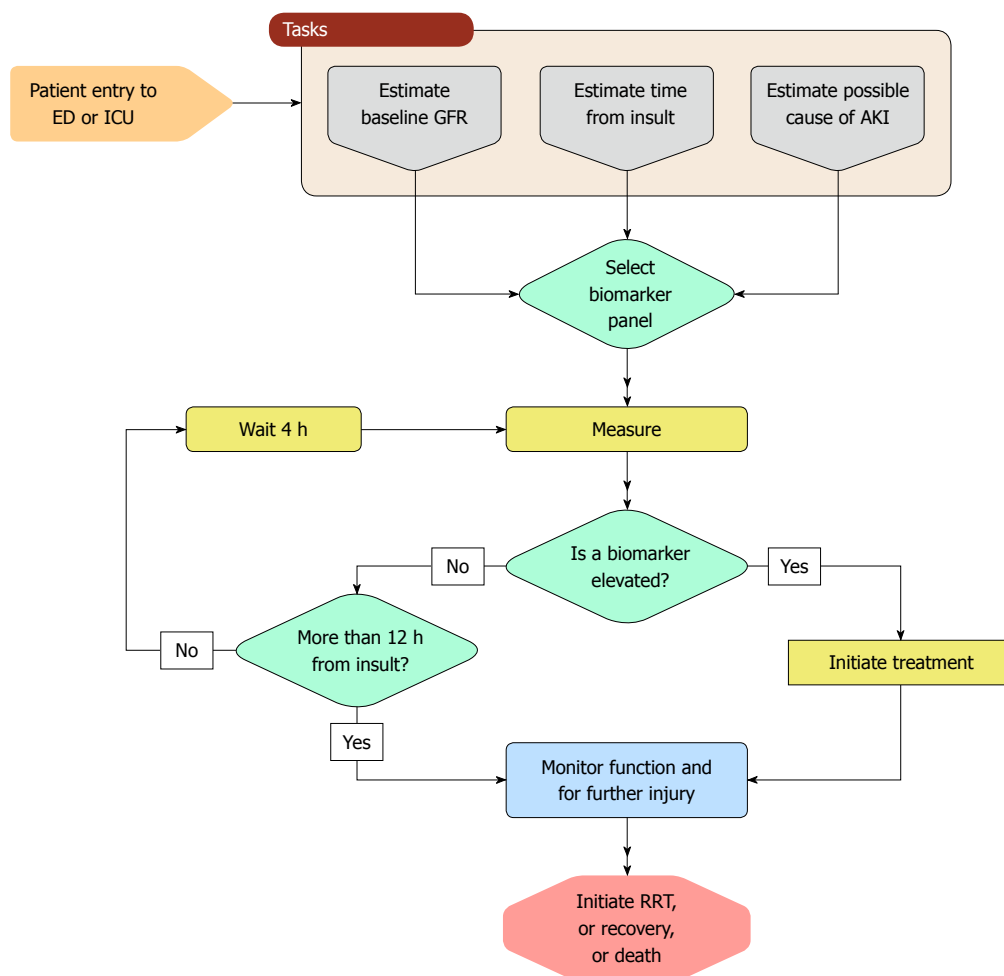 Tasks
Patient entry to
ED or ICU
Estimate
baseline GFR
Estimate time
from insult
Estimate possible
cause of AKI
Select
biomarker
panel
Wait 4 h
Measure
Is a biomarker
elevated?
No
Yes
More than 12 h
from insult?
No
Initiate treatment
Yes
Monitor function and
for further injury
Initiate RRT,
or recovery,
or death